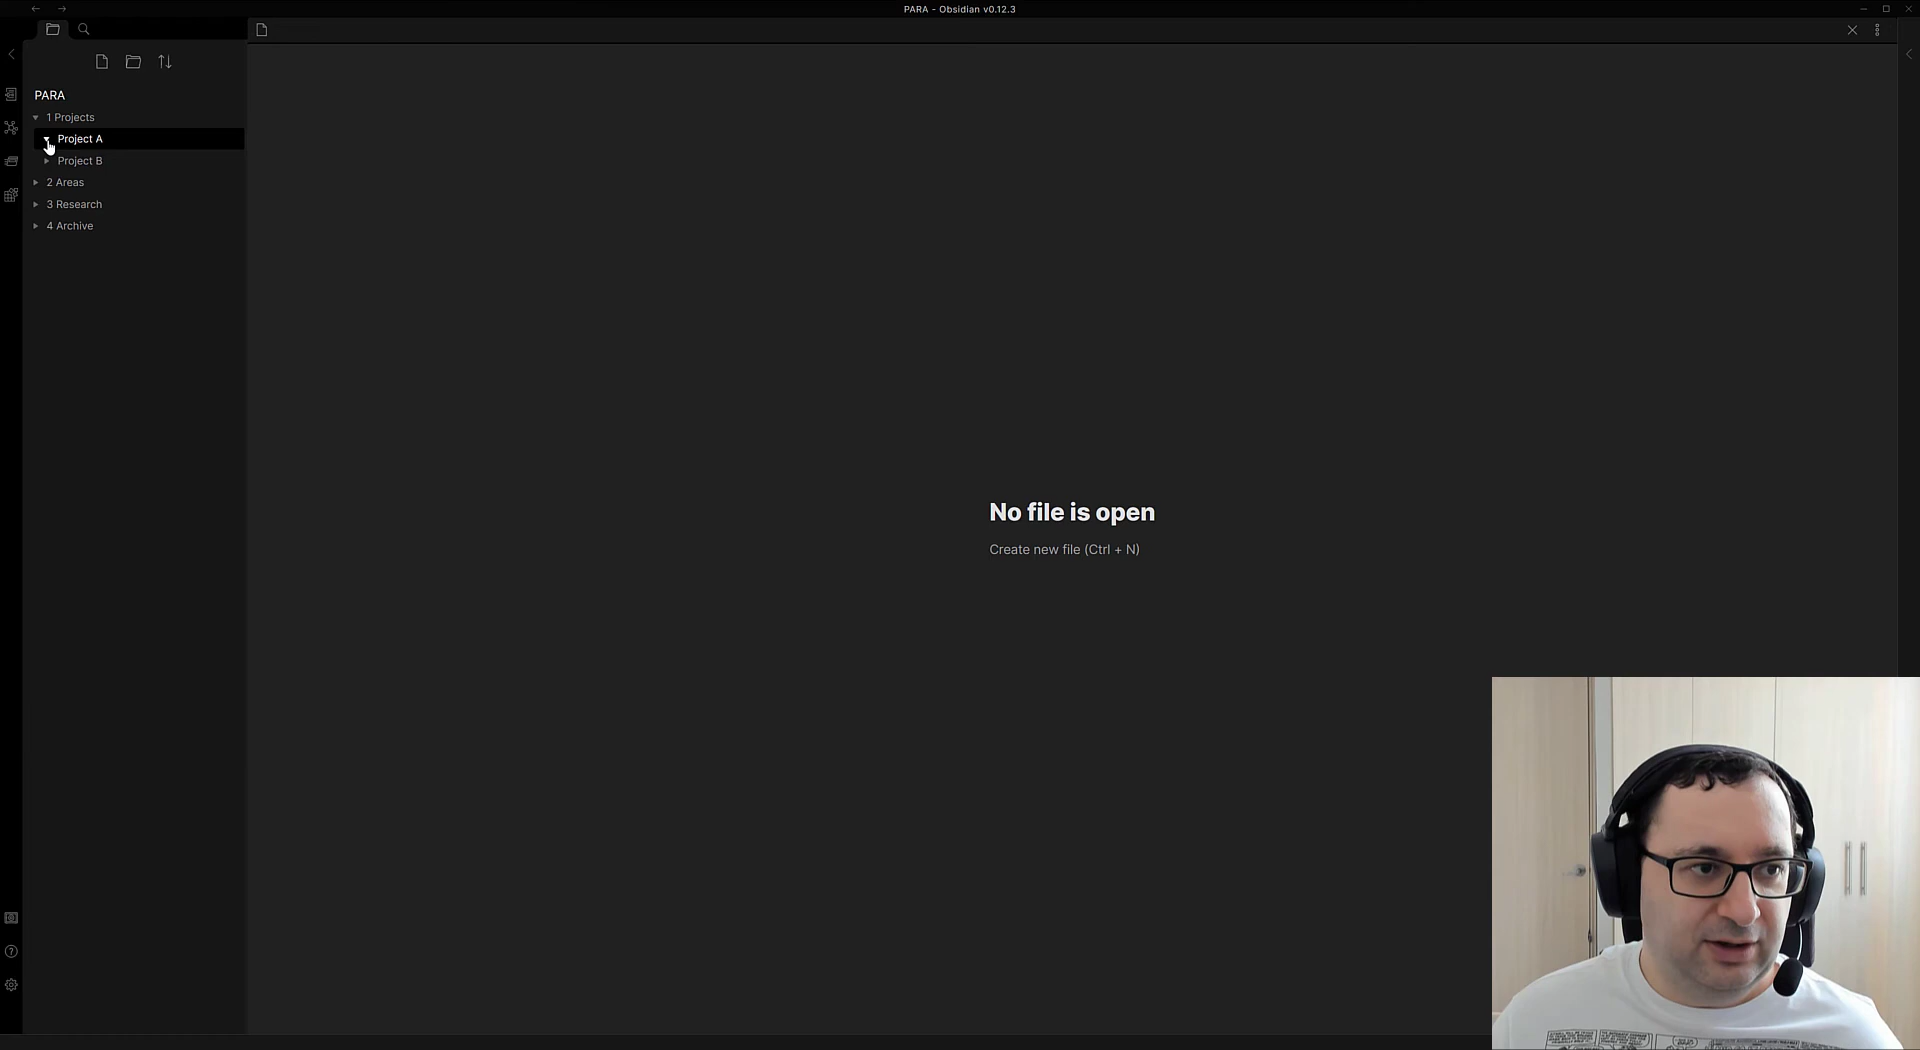 PARA - Obsidian v0.12.3
PARA
1 Projects
Project A
Project B
2 Areas
3 Research
4 Archive
No file is open
Create new file (Ctrl + N)